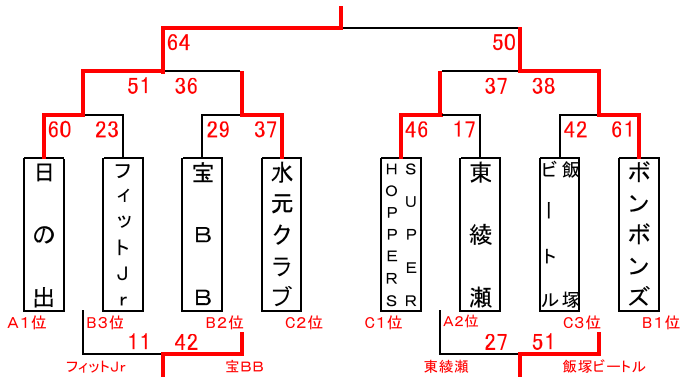 64 50
51 36 37 38
60 23 29 37 46 17 42 61
日の出
フィットJr
宝BB
水元クラブ
SUPER
HOPPERS
東綾瀬
飯塚
ビートル
ボンボンズ
A1位 B3位 B2位 C2位 C1位 A2位 C3位 B1位
11 42 27 51
フィットJr 宝BB 東綾瀬 飯塚ビートル